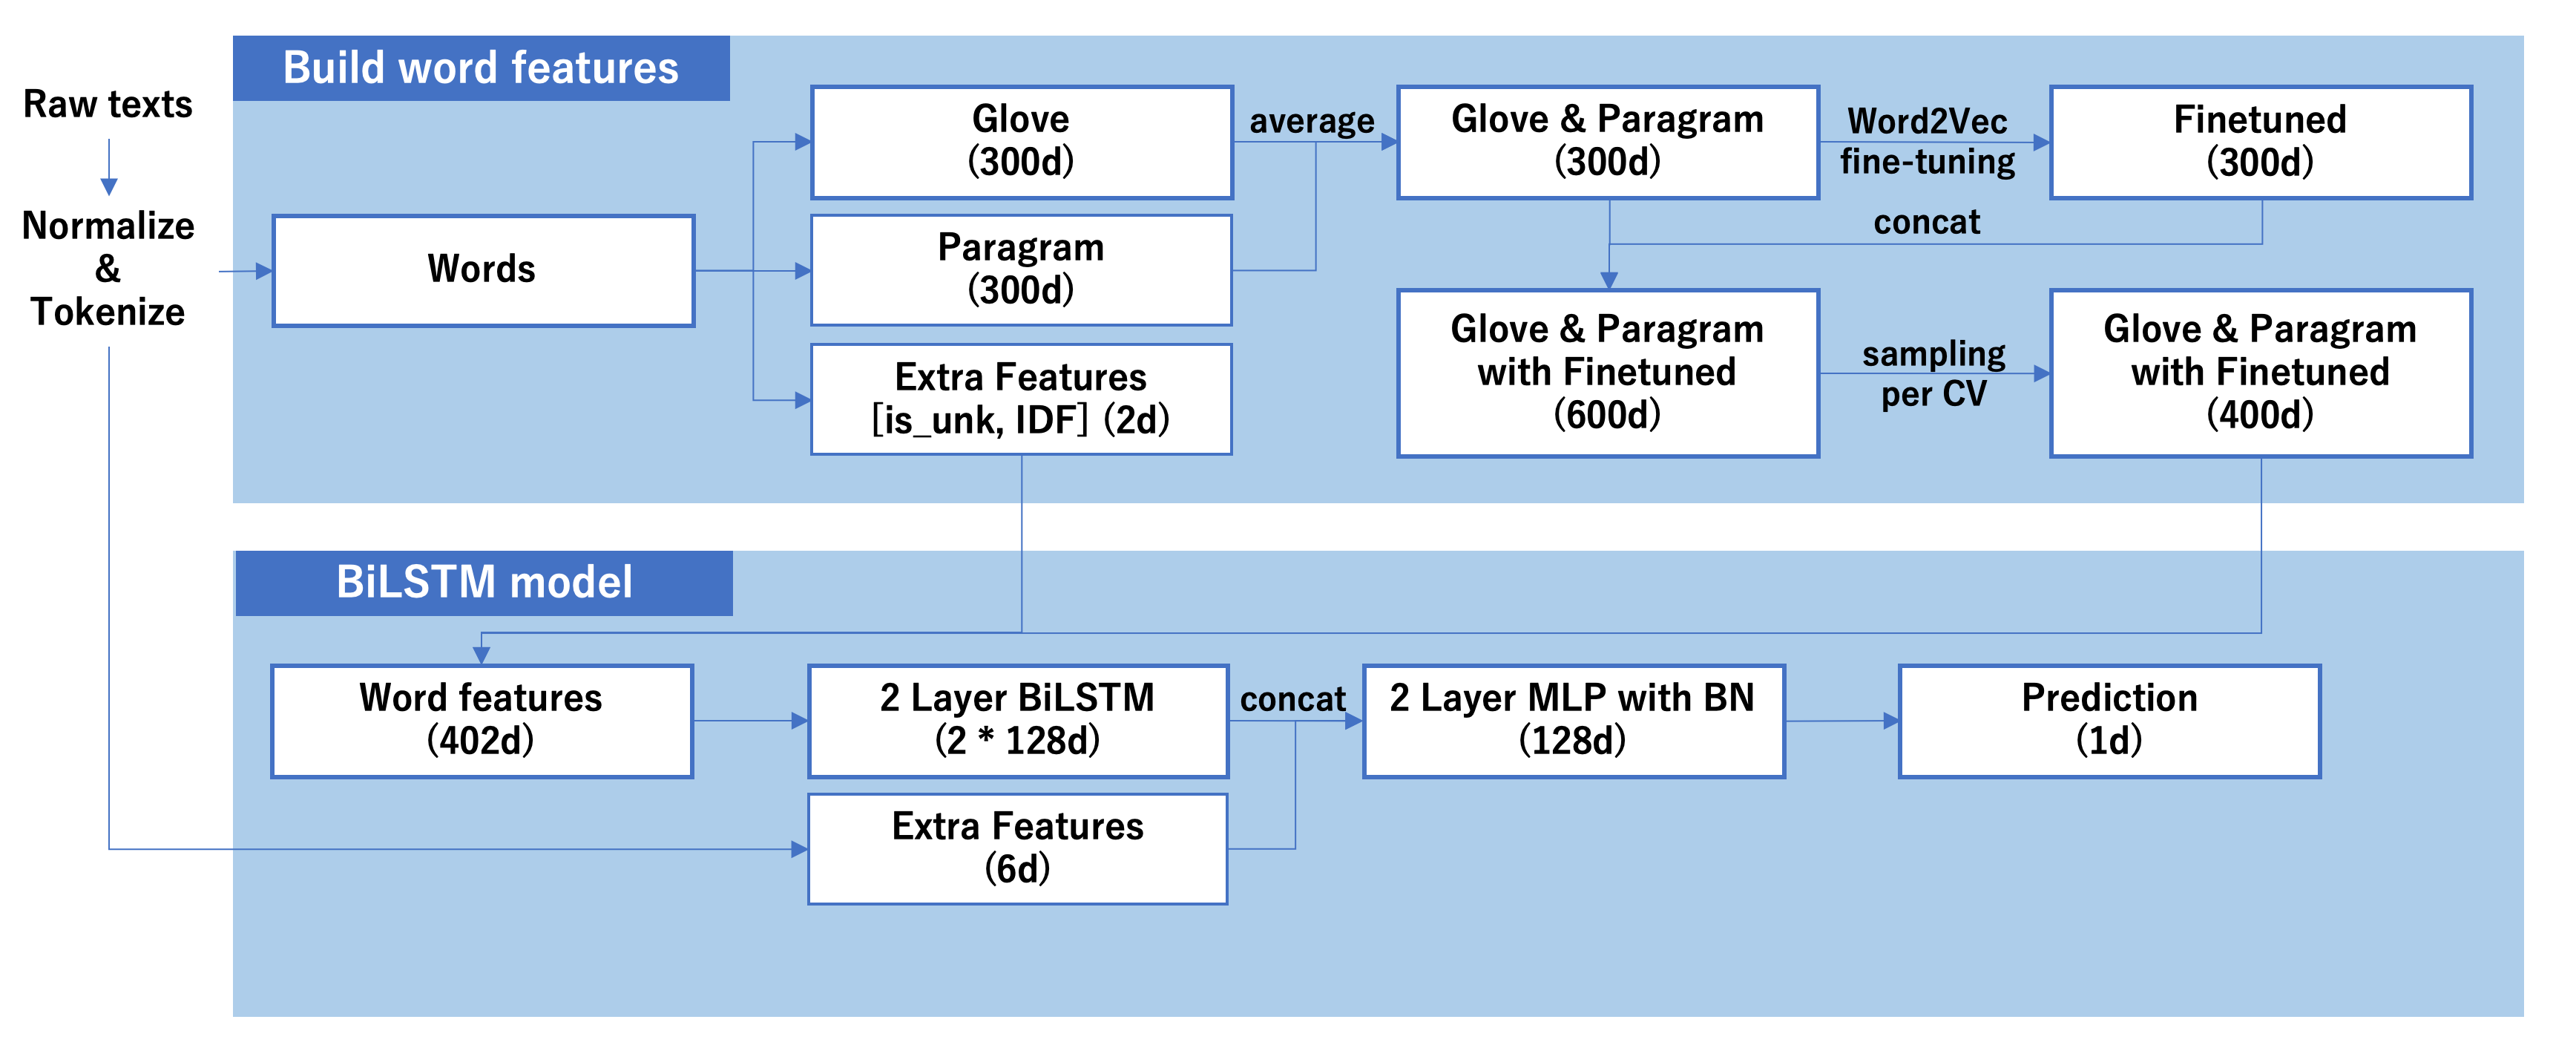 Build word features
Raw texts
Normalize
&
Tokenize
Words
Glove
(300d)
Paragram
(300d)
Extra Features
[is_unk, IDF] (2d)
average
Glove & Paragram
(300d)
Word2Vec
fine-tuning
Finetuned
(300d)
concat
Glove & Paragram
with Finetuned
(600d)
sampling
per CV
Glove & Paragram
with Finetuned
(400d)
BiLSTM model
Word features
(402d)
2 Layer BiLSTM
(2 * 128d)
Extra Features
(6d)
concat
2 Layer MLP with BN
(128d)
Prediction
(1d)